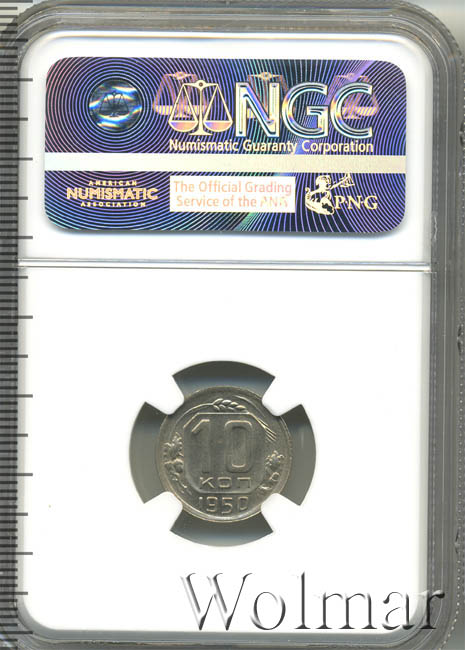 NGC
Numismatic Guaranty Corporation
AMERICAN
NUMISMATIC
ASSOCIATION
The Official Grading
Service of the ANA
PNG
10
КОП
1950
Wolmar